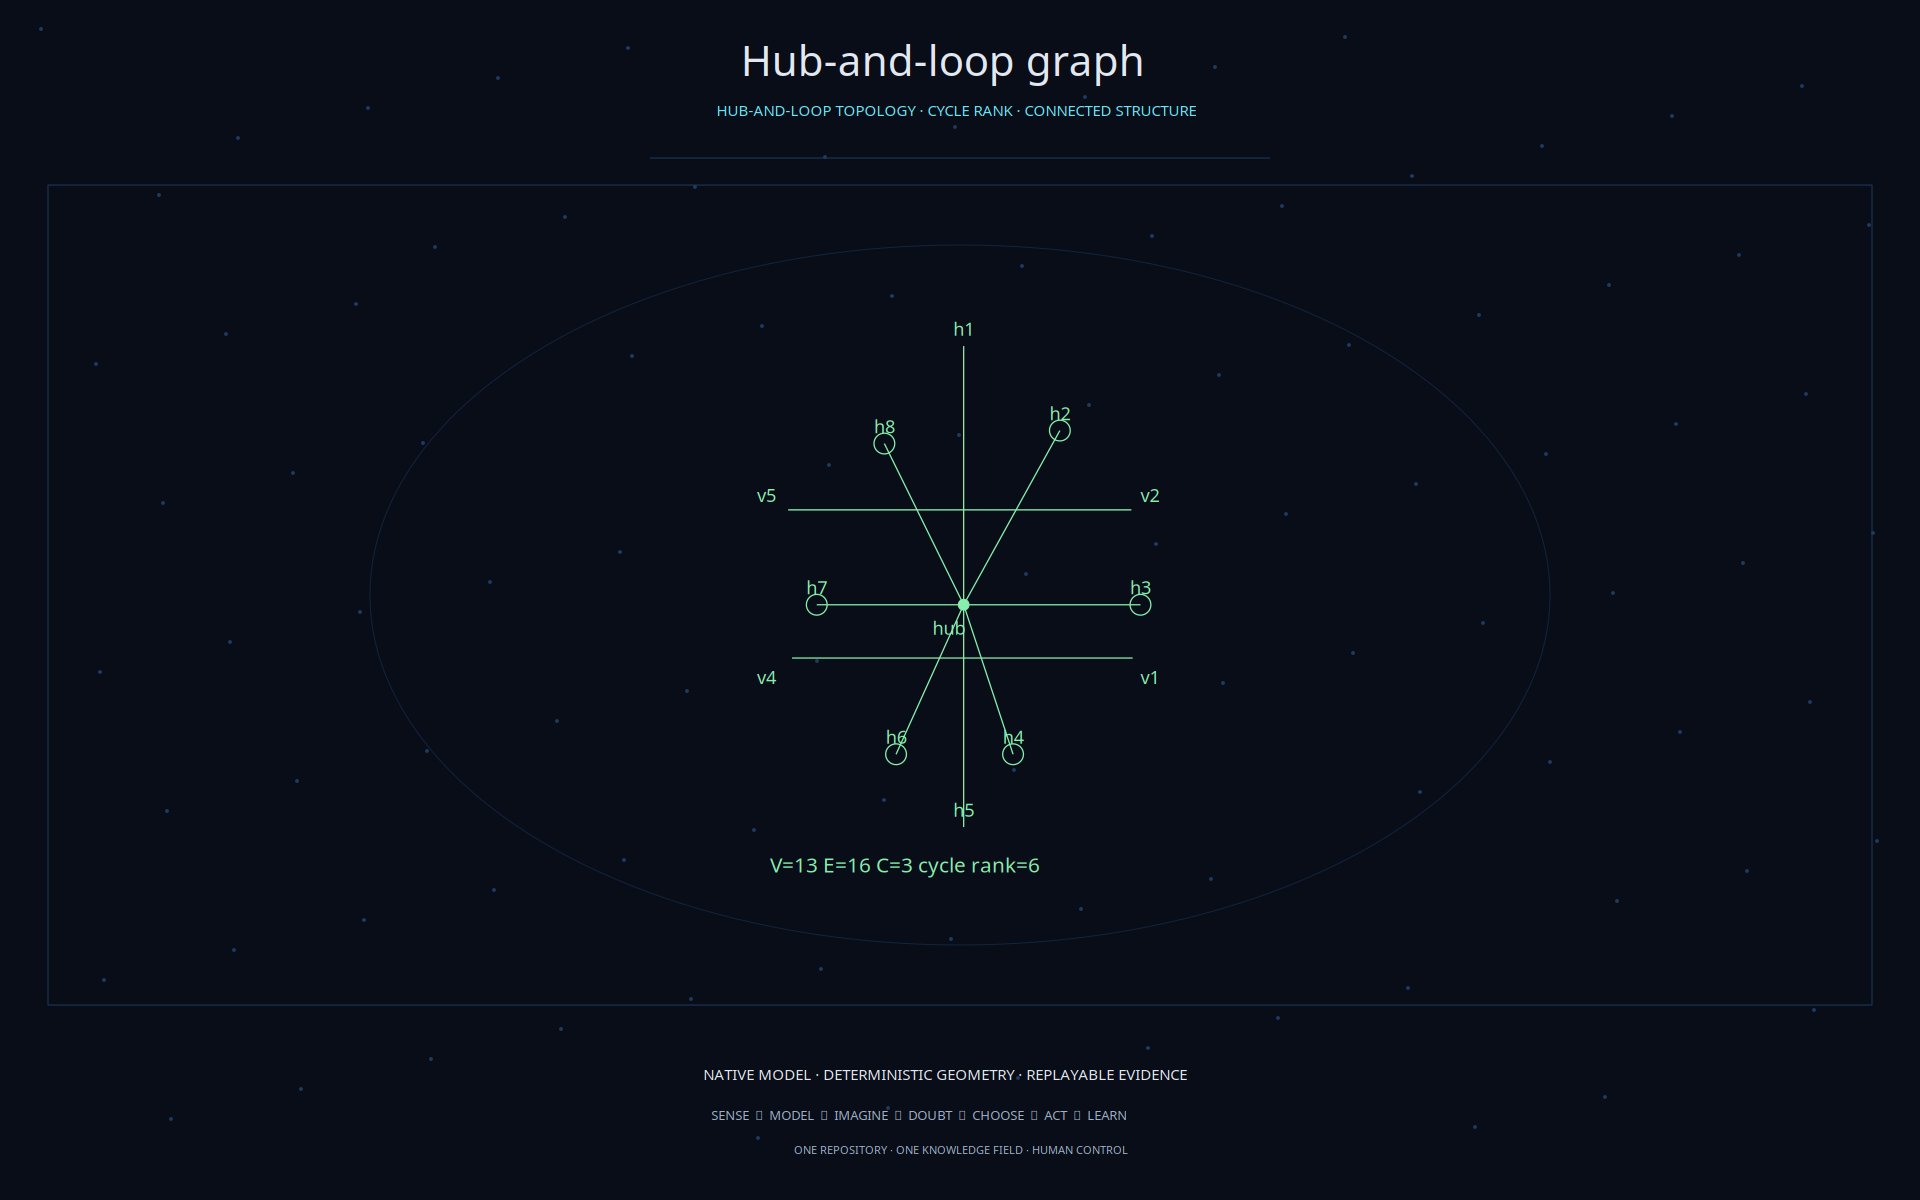 Hub-and-loop graph
HUB-AND-LOOP TOPOLOGY · CYCLE RANK · CONNECTED STRUCTURE
h1
h2
h8
v5
v2
h7
h3
hub
v4
v1
h6
h4
h5
V=13 E=16 C=3 cycle rank=6
NATIVE MODEL · DETERMINISTIC GEOMETRY · REPLAYABLE EVIDENCE
SENSE ▯ MODEL ▯ IMAGINE ▯ DOUBT ▯ CHOOSE ▯ ACT ▯ LEARN
ONE REPOSITORY · ONE KNOWLEDGE FIELD · HUMAN CONTROL